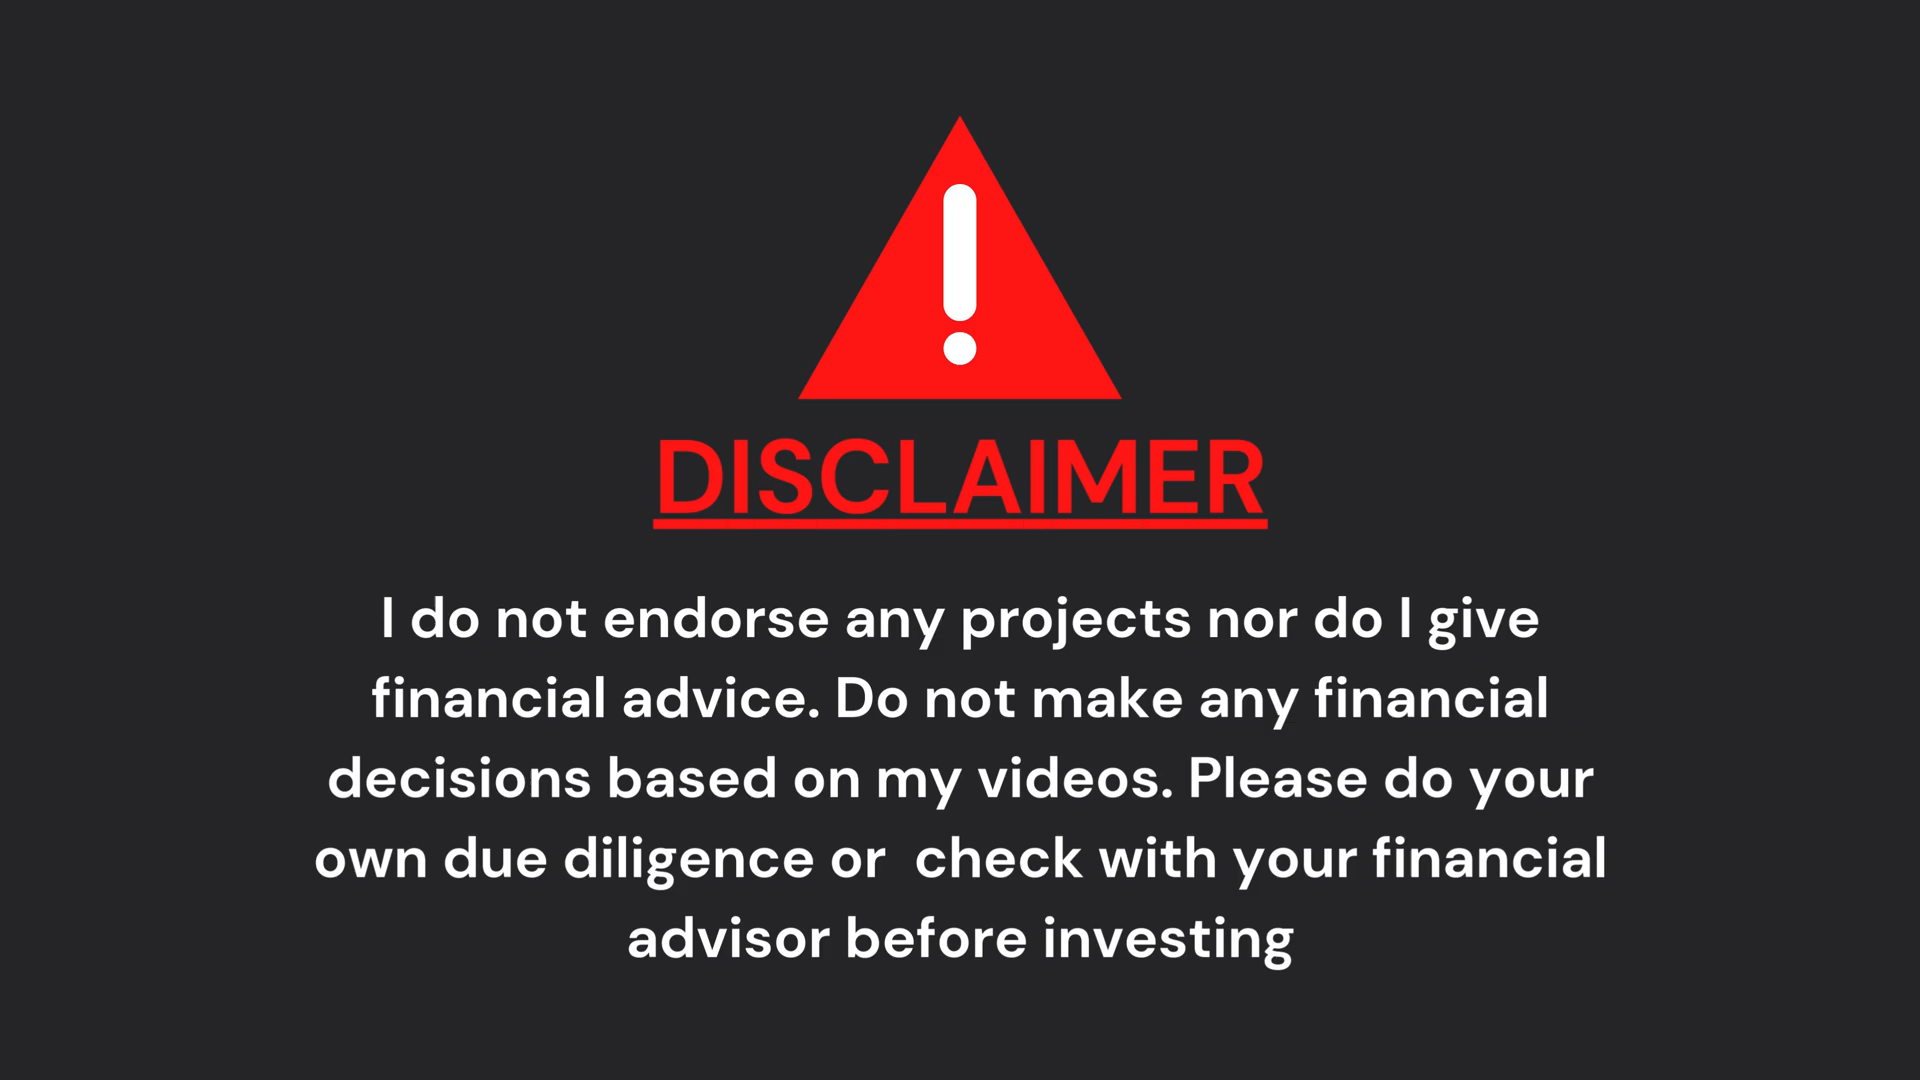 DISCLAIMER
I do not endorse any projects nor do I give
financial advice. Do not make any financial
decisions based on my videos. Please do your
own due diligence or  check with your financial
advisor before investing